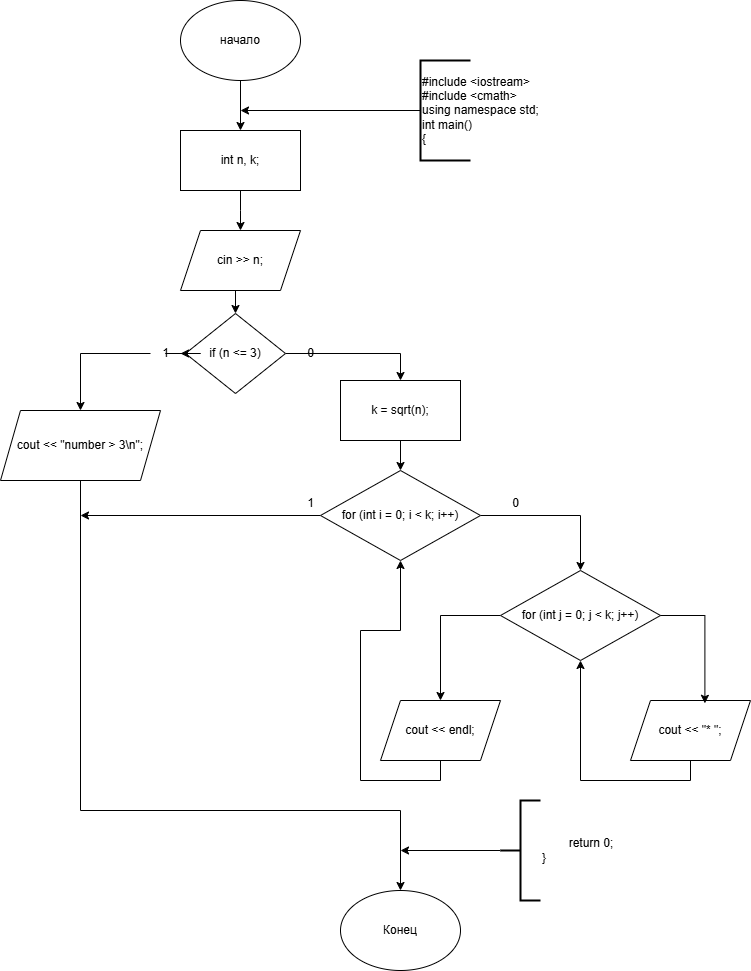 начало
#include <iostream>
#include <cmath>
using namespace std;
int main()
{
int n, k;
cin >> n;
1
if (n <= 3)
0
k = sqrt(n);
cout << "number > 3\n";
1
for (int i = 0; i < k; i++)
0
for (int j = 0; j < k; j++)
cout << endl;
cout << "* ";
return 0;
}
Конец